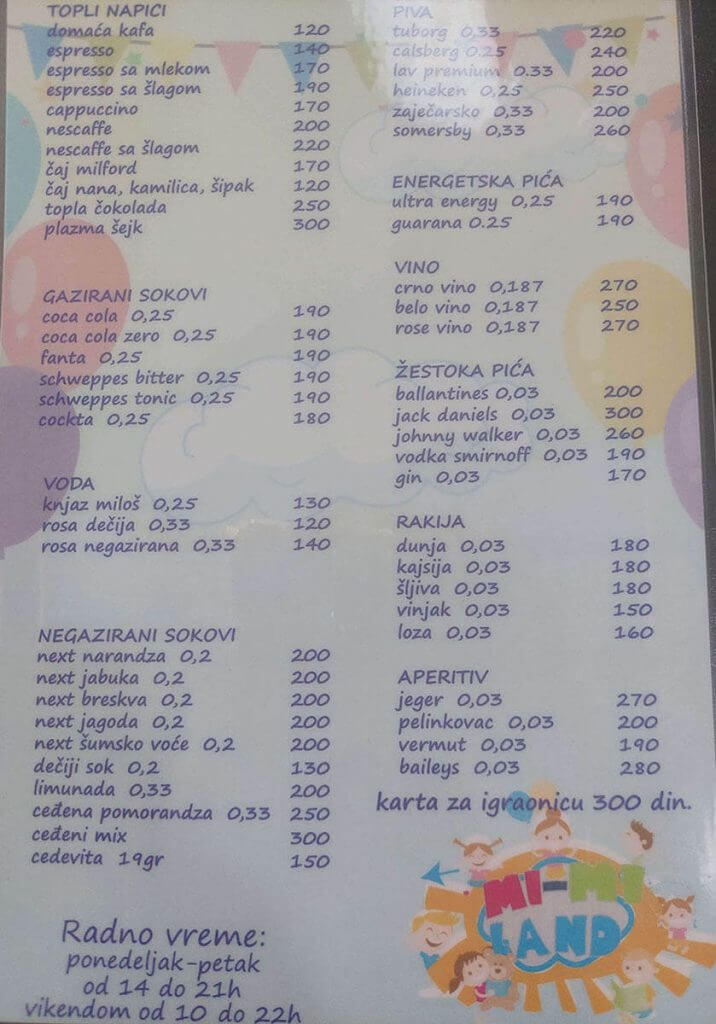 TOPLI NAPICI
domaća kafa 120
espresso 140
espresso sa mlekom 170
espresso sa šlagom 190
cappuccino 170
nescaffe 200
nescaffe sa šlagom 220
čaj milford 170
čaj nana, kamilica, šipak 120
topla čokolada 250
plazma šejk 300
GAZIRANI SOKOVI
coca cola 0,25 190
coca cola zero 0,25 190
fanta 0,25 190
schweppes bitter 0,25 190
schweppes tonic 0,25 190
cockta 0,25 180
VODA
knjaz miloš 0,25 130
rosa dečija 0,33 120
rosa negazirana 0,33 140
NEGAZIRANI SOKOVI
next narandza 0,2 200
next jabuka 0,2 200
next breskva 0,2 200
next jagoda 0,2 200
next šumsko voće 0,2 200
dečiji sok 0,2 130
limunada 0,33 200
ceđena pomorandza 0,33 250
ceđeni mix 300
cedevita 19gr 150
Radno vreme:
ponedeljak-petak
od 14 do 21h
vikendom od 10 do 22h
PIVA
tuborg 0,33 220
calsberg 0.25 240
lav premium 0.33 200
heineken 0,25 250
zaječarsko 0,33 200
somersby 0,33 260
ENERGETSKA PIĆA
ultra energy 0,25 190
guarana 0.25 190
VINO
crno vino 0,187 270
belo vino 0,187 250
rose vino 0,187 270
ŽESTOKA PIĆA
ballantines 0,03 200
jack daniels 0,03 300
johnny walker 0,03 260
vodka smirnoff 0,03 190
gin 0,03 170
RAKIJA
dunja 0,03 180
kajsija 0,03 180
šljiva 0,03 180
vinjak 0,03 150
loza 0,03 160
APERITIV
jeger 0,03 270
pelinkovac 0,03 200
vermut 0,03 190
baileys 0,03 280
karta za igraonicu 300 din.
MI-MI
LAND